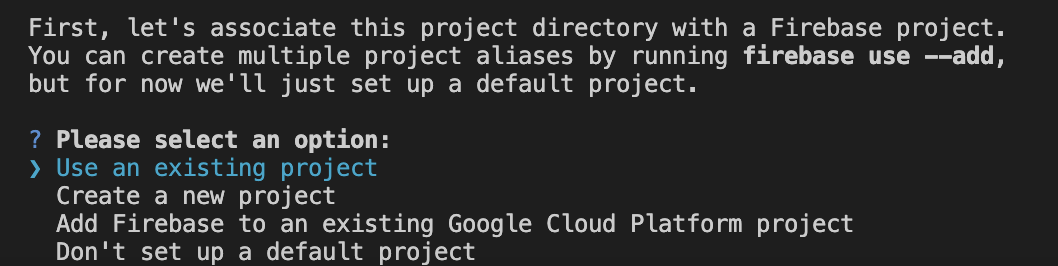 First, let's associate this project directory with a Firebase project.
You can create multiple project aliases by running firebase use --add,
but for now we'll just set up a default project.
? Please select an option:
❯ Use an existing project
Create a new project
Add Firebase to an existing Google Cloud Platform project
Don't set up a default project